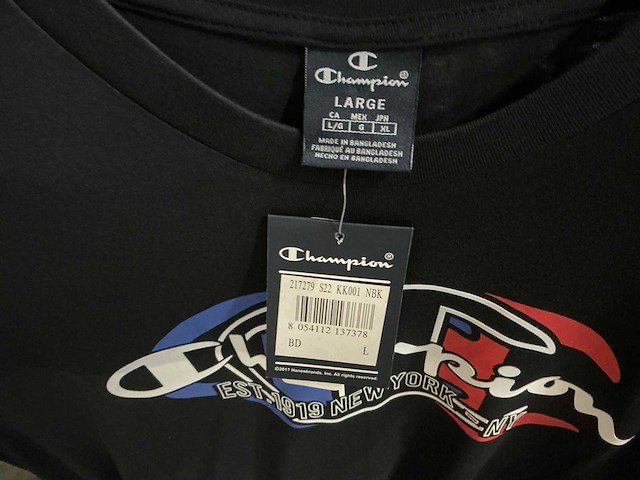 Champion®
LARGE
CA MEX JPN
L/G G XL
MADE IN BANGLADESH
FABRIQUÉ AU BANGLADESH
HECHO EN BANGLADESH
Champion®
217279 S22 KK001 NBK
8 054112 137378
BD L
©2017 Hanesbrands, Inc. All rights reserved.
Champion
EST. 1919 NEW YORK - NY